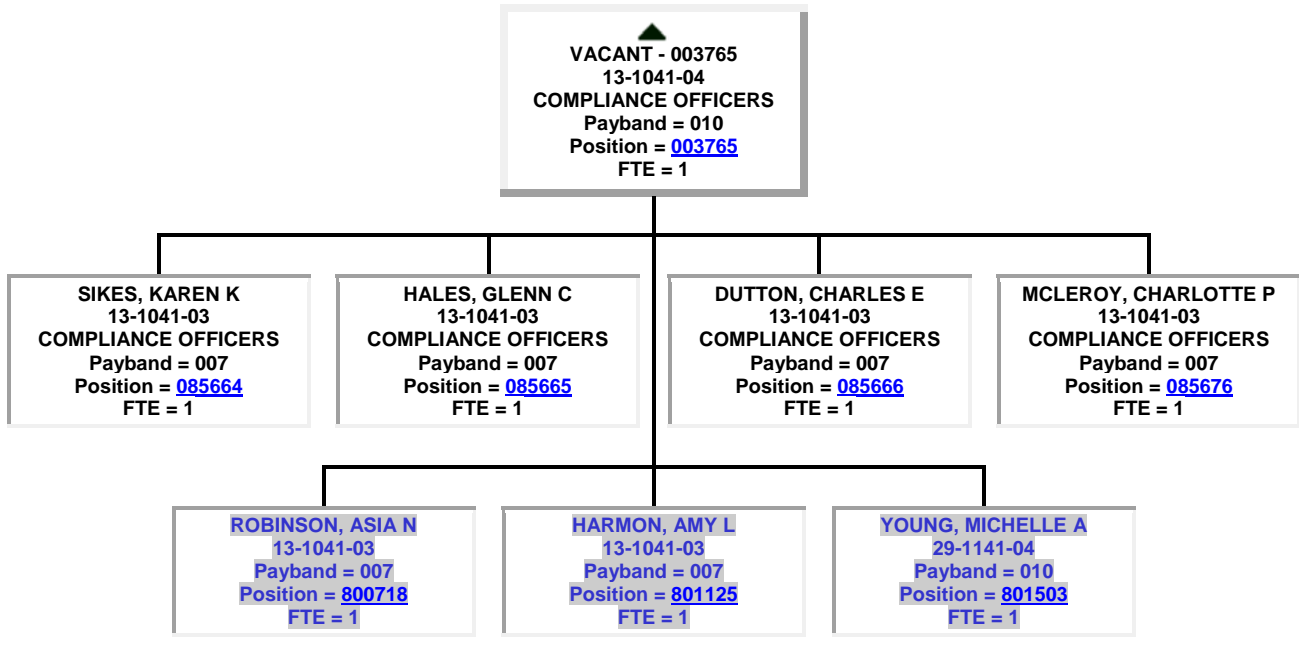 VACANT - 003765
13-1041-04
COMPLIANCE OFFICERS
Payband = 010
Position = 003765
FTE = 1
SIKES, KAREN K
13-1041-03
COMPLIANCE OFFICERS
Payband = 007
Position = 085664
FTE = 1
HALES, GLENN C
13-1041-03
COMPLIANCE OFFICERS
Payband = 007
Position = 085665
FTE = 1
DUTTON, CHARLES E
13-1041-03
COMPLIANCE OFFICERS
Payband = 007
Position = 085666
FTE = 1
MCLEROY, CHARLOTTE P
13-1041-03
COMPLIANCE OFFICERS
Payband = 007
Position = 085676
FTE = 1
ROBINSON, ASIA N
13-1041-03
Payband = 007
Position = 800718
FTE = 1
HARMON, AMY L
13-1041-03
Payband = 007
Position = 801125
FTE = 1
YOUNG, MICHELLE A
29-1141-04
Payband = 010
Position = 801503
FTE = 1